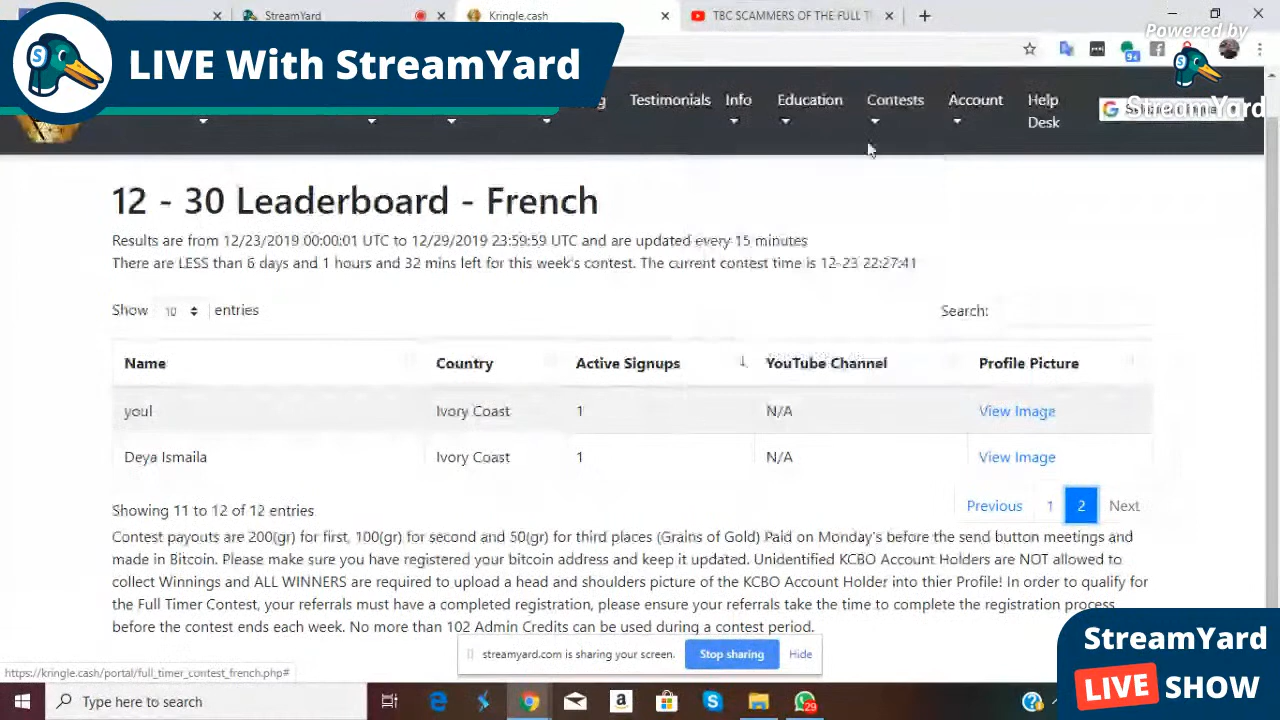 StreamYard
Kringle.cash
TBC SCAMMERS OF THE FULL T
Powered by
StreamYard
LIVE With StreamYard
Testimonials
Info
Education
Contests
Account
Help
Desk
12 - 30 Leaderboard - French
Results are from 12/23/2019 00:00:01 UTC to 12/29/2019 23:59:59 UTC and are updated every 15 minutes
There are LESS than 6 days and 1 hours and 32 mins left for this week's contest. The current contest time is 12-23 22:27:41
Show 10 entries
Search:
Name Country Active Signups YouTube Channel Profile Picture
youl Ivory Coast 1 N/A View Image
Deya Ismaila Ivory Coast 1 N/A View Image
Showing 11 to 12 of 12 entries
Previous 1 2 Next
Contest payouts are 200(gr) for first, 100(gr) for second and 50(gr) for third places (Grains of Gold) Paid on Monday's before the send button meetings and
made in Bitcoin. Please make sure you have registered your bitcoin address and keep it updated. Unidentified KCBO Account Holders are NOT allowed to
collect Winnings and ALL WINNERS are required to upload a head and shoulders picture of the KCBO Account Holder into thier Profile! In order to qualify for
the Full Timer Contest, your referrals must have a completed registration, please ensure your referrals take the time to complete the registration process
before the contest ends each week. No more than 102 Admin Credits can be used during a contest period.
streamyard.com is sharing your screen. Stop sharing Hide
https://kringle.cash/portal/full_timer_contest_french.php#
Type here to search
29
StreamYard
LIVE SHOW